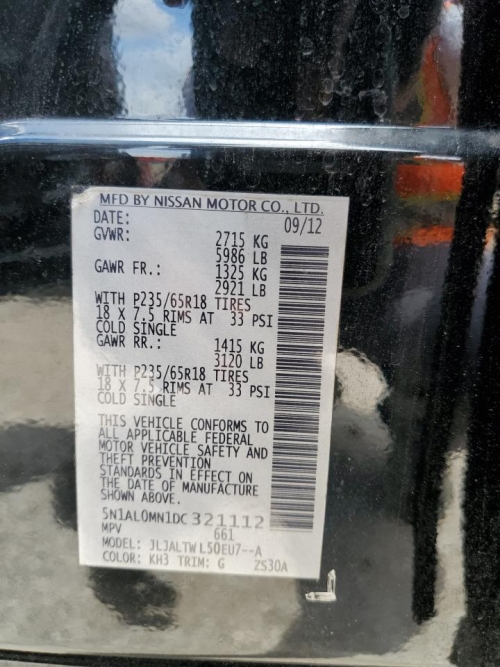 MFD BY NISSAN MOTOR CO., LTD.
DATE: 09/12
GVWR: 2715 KG
5986 LB
GAWR FR.: 1325 KG
2921 LB
WITH P235/65R18 TIRES
18 X 7.5 RIMS AT 33 PSI
COLD SINGLE
GAWR RR.: 1415 KG
3120 LB
WITH P235/65R18 TIRES
18 X 7.5 RIMS AT 33 PSI
COLD SINGLE
THIS VEHICLE CONFORMS TO
ALL APPLICABLE FEDERAL
MOTOR VEHICLE SAFETY AND
THEFT PREVENTION
STANDARDS IN EFFECT ON
THE DATE OF MANUFACTURE
SHOWN ABOVE.
5N1AL0MN1DC321112
MPV 661
MODEL: JLJALTWL50EU7--A
COLOR: KH3 TRIM: G ZS30A